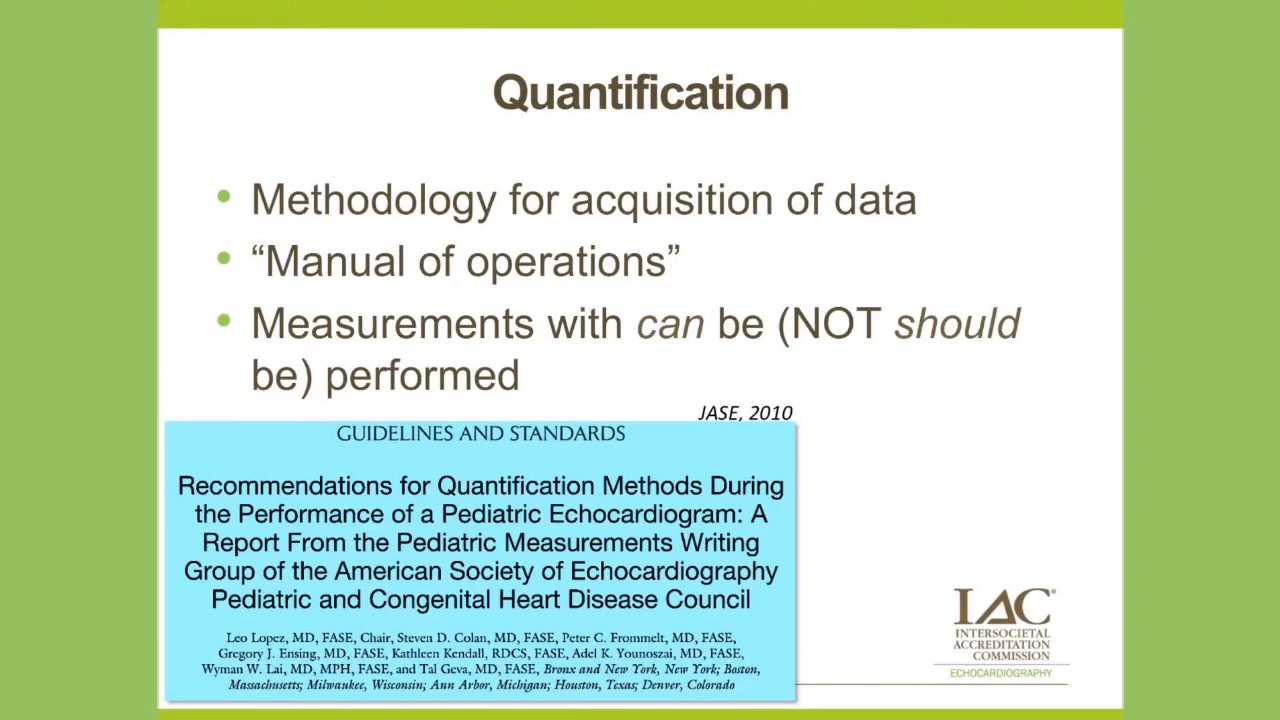 Quantification
• Methodology for acquisition of data
• “Manual of operations”
• Measurements with can be (NOT should
be) performed
JASE, 2010
GUIDELINES AND STANDARDS
Recommendations for Quantification Methods During
the Performance of a Pediatric Echocardiogram: A
Report From the Pediatric Measurements Writing
Group of the American Society of Echocardiography
Pediatric and Congenital Heart Disease Council
Leo Lopez, MD, FASE, Chair, Steven D. Colan, MD, FASE, Peter C. Frommelt, MD, FASE,
Gregory J. Ensing, MD, FASE, Kathleen Kendall, RDCS, FASE, Adel K. Younoszai, MD, FASE,
Wyman W. Lai, MD, MPH, FASE, and Tal Geva, MD, FASE, Bronx and New York, New York; Boston,
Massachusetts; Milwaukee, Wisconsin; Ann Arbor, Michigan; Houston, Texas; Denver, Colorado
IAC®
INTERSOCIETAL
ACCREDITATION
COMMISSION
ECHOCARDIOGRAPHY